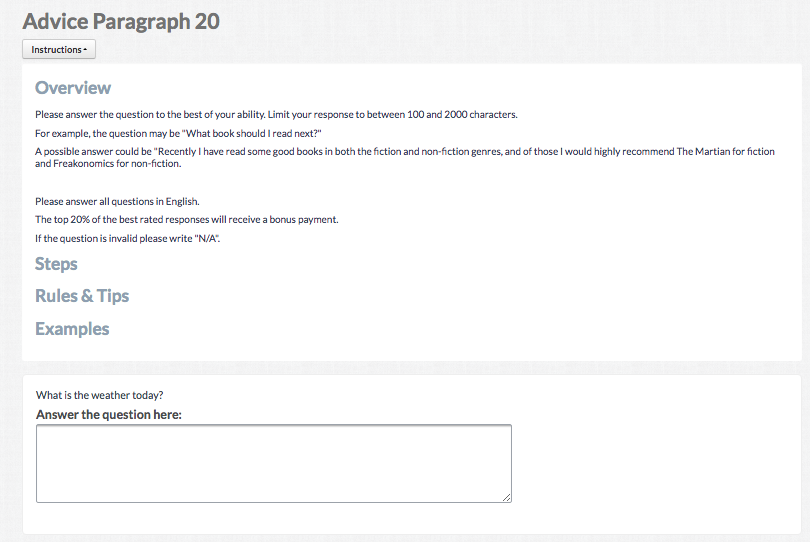 Advice Paragraph 20
Instructions
Overview
Please answer the question to the best of your ability. Limit your response to between 100 and 2000 characters.
For example, the question may be "What book should I read next?"
A possible answer could be "Recently I have read some good books in both the fiction and non-fiction genres, and of those I would highly recommend The Martian for fiction
and Freakonomics for non-fiction.
Please answer all questions in English.
The top 20% of the best rated responses will receive a bonus payment.
If the question is invalid please write "N/A".
Steps
Rules & Tips
Examples
What is the weather today?
Answer the question here: